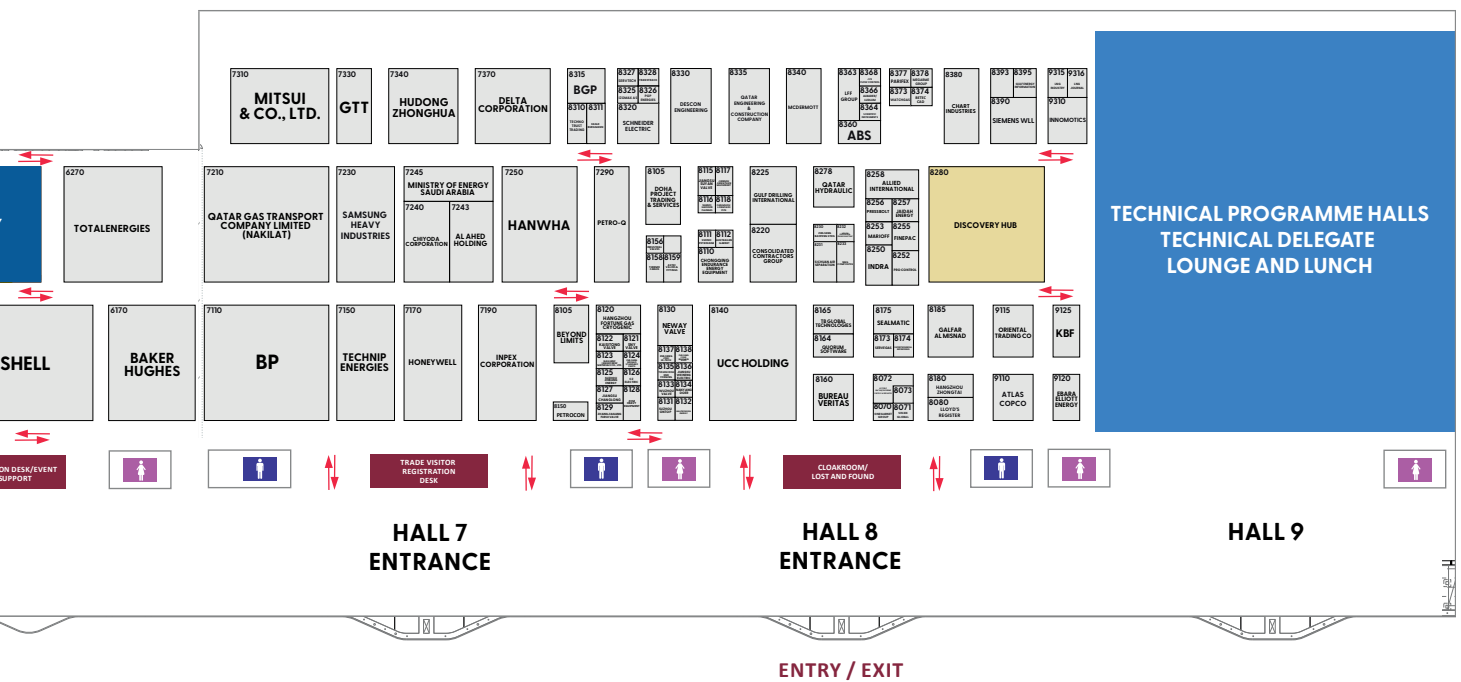 7310
MITSUI
& CO., LTD.
7330
GTT
7340
HUDONG
ZHONGHUA
7370
DELTA
CORPORATION
8315
BGP
8310
8311
TECHNO
TRUST
TRADING
8327
8328
8325
8326
8320
SCHNEIDER
ELECTRIC
8330
DESCON
ENGINEERING
8335
QATAR
ENGINEERING
&
CONSTRUCTION
COMPANY
8340
MCDERMOTT
8363
8368
LFF
GROUP
8366
8364
8360
ABS
8377
8378
PARIFEX
8373
8374
8380
CHART
INDUSTRIES
8393
8395
8390
SIEMENS WLL
9315
9316
9310
INNOMOTICS
TECHNICAL PROGRAMME HALLS
TECHNICAL DELEGATE
LOUNGE AND LUNCH
6270
TOTALENERGIES
7210
QATAR GAS TRANSPORT
COMPANY LIMITED
(NAKILAT)
7230
SAMSUNG
HEAVY
INDUSTRIES
7245
MINISTRY OF ENERGY
SAUDI ARABIA
7240
CHIYODA
CORPORATION
7243
AL AHED
HOLDING
7250
HANWHA
7290
PETRO-Q
8105
DOHA
PROJECT
TRADING
& SERVICES
8156
8158
8159
8115
8117
8116
8118
8111
8112
8110
CHONGQING
ENDURANCE
ENERGY
EQUIPMENT
8225
GULF DRILLING
INTERNATIONAL
8220
CONSOLIDATED
CONTRACTORS
GROUP
8278
QATAR
HYDRAULIC
8258
ALLIED
INTERNATIONAL
8256
PRESSBOLT
8257
JAIDAH
ENERGY
8253
MARIOFF
8255
FINEPAC
8250
INDRA
8252
PRO CONTROL
8280
DISCOVERY HUB
SHELL
6170
BAKER
HUGHES
7110
BP
7150
TECHNIP
ENERGIES
7170
HONEYWELL
7190
INPEX
CORPORATION
8105
BEYOND
LIMITS
8150
PETROCON
8120
HANGZHOU
FORTUNE GAS
CRYOGENIC
8122
8121
8123
8124
8125
8126
8127
8128
8129
8130
NEWAY
VALVE
8137
8138
8135
8136
8133
8134
8131
8132
8140
UCC HOLDING
8165
TB GLOBAL
TECHNOLOGIES
8164
QUORUM
SOFTWARE
8160
BUREAU
VERITAS
8175
SEALMATIC
8173
8174
8072
8073
8070
8071
8185
GALFAR
AL MISNAD
8180
HANGZHOU
ZHONGTAI
8080
LLOYD'S
REGISTER
9115
ORIENTAL
TRADING CO
9110
ATLAS
COPCO
9125
KBF
9120
EBARA
ELLIOTT
ENERGY
ON DESK/EVENT
SUPPORT
TRADE VISITOR
REGISTRATION
DESK
CLOAKROOM/
LOST AND FOUND
HALL 7
ENTRANCE
HALL 8
ENTRANCE
HALL 9
ENTRY / EXIT